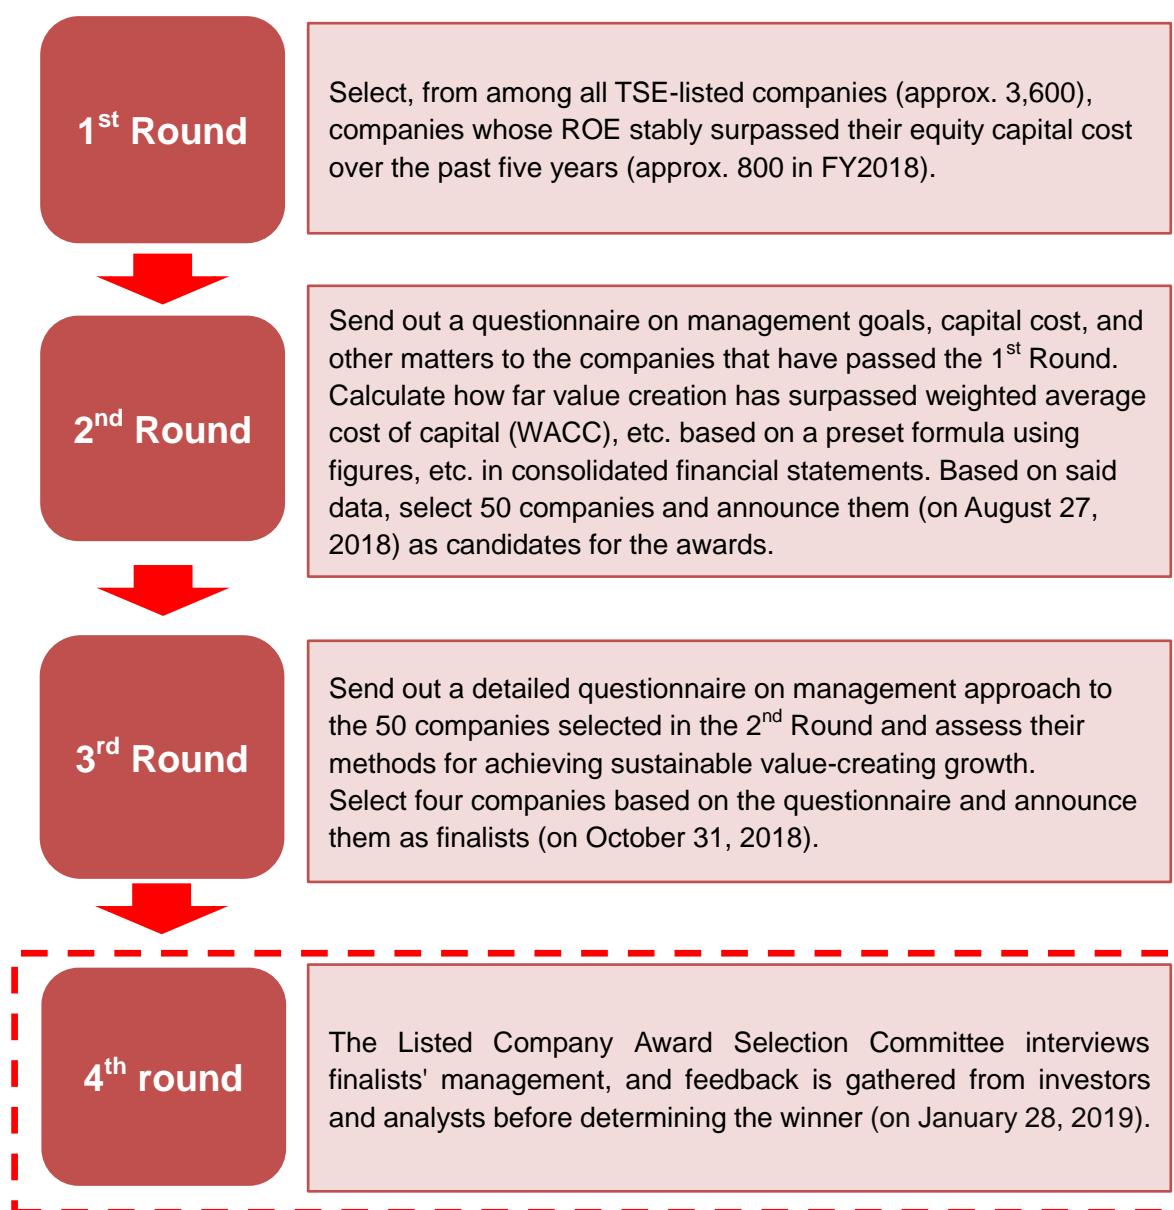 1st Round
Select, from among all TSE-listed companies (approx. 3,600),
companies whose ROE stably surpassed their equity capital cost
over the past five years (approx. 800 in FY2018).
2nd Round
Send out a questionnaire on management goals, capital cost, and
other matters to the companies that have passed the 1st Round.
Calculate how far value creation has surpassed weighted average
cost of capital (WACC), etc. based on a preset formula using
figures, etc. in consolidated financial statements. Based on said
data, select 50 companies and announce them (on August 27,
2018) as candidates for the awards.
3rd Round
Send out a detailed questionnaire on management approach to
the 50 companies selected in the 2nd Round and assess their
methods for achieving sustainable value-creating growth.
Select four companies based on the questionnaire and announce
them as finalists (on October 31, 2018).
4th round
The Listed Company Award Selection Committee interviews
finalists' management, and feedback is gathered from investors
and analysts before determining the winner (on January 28, 2019).